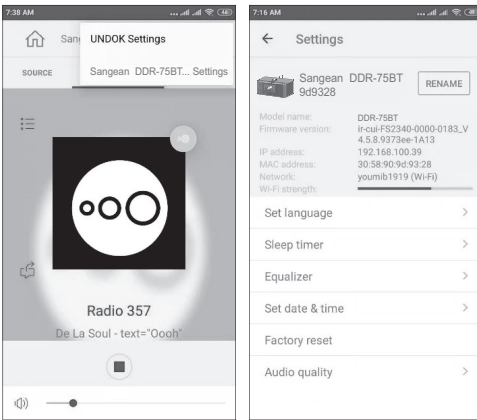 7:38 AM
48
San
UNDOK Settings
Sangean DDR-75BT... Settings
SOURCE
Radio 357
De La Soul - text="Oooh"
7:16 AM
Settings
Sangean DDR-75BT
9d9328
RENAME
Model name: DDR-75BT
Firmware version: ir-cui-FS2340-0000-0183_V
4.5.8.9373ee-1A13
IP address: 192.168.100.39
MAC address: 30:58:90:9d:93:28
Network: youmib1919 (Wi-Fi)
Wi-Fi strength:
Set language
Sleep timer
Equalizer
Set date & time
Factory reset
Audio quality